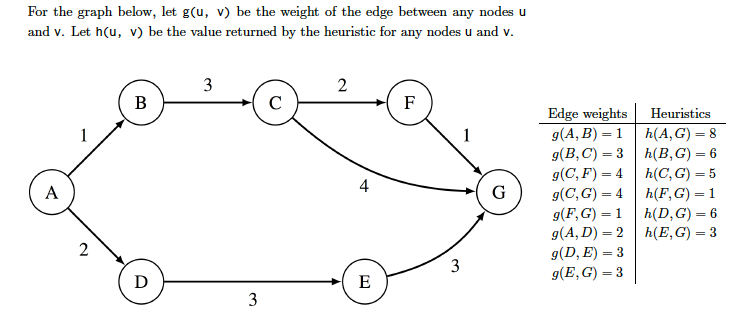 For the graph below, let g(u, v) be the weight of the edge between any nodes u
and v. Let h(u, v) be the value returned by the heuristic for any nodes u and v.
3
2
B
C
F
1
1
A
4
G
2
3
D
E
3
Edge weights Heuristics
g(A, B) = 1 h(A, G) = 8
g(B, C) = 3 h(B, G) = 6
g(C, F) = 4 h(C, G) = 5
g(C, G) = 4 h(F, G) = 1
g(F, G) = 1 h(D, G) = 6
g(A, D) = 2 h(E, G) = 3
g(D, E) = 3
g(E, G) = 3